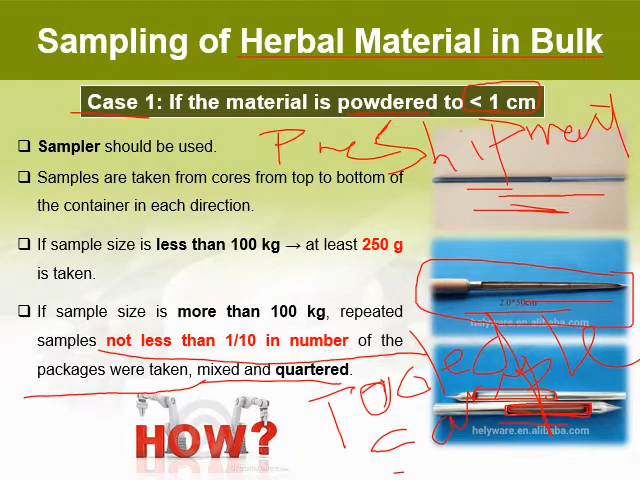 Sampling of Herbal Material in Bulk
Case 1: If the material is powdered to < 1 cm
Preshipment
Sampler should be used.
Samples are taken from cores from top to bottom of
the container in each direction.
If sample size is less than 100 kg → at least 250 g
is taken.
2.0*50cm
helyware.en.alibaba.com
If sample size is more than 100 kg, repeated
samples not less than 1/10 in number of the
packages were taken, mixed and quartered.
HOW?
helyware.en.alibaba.com